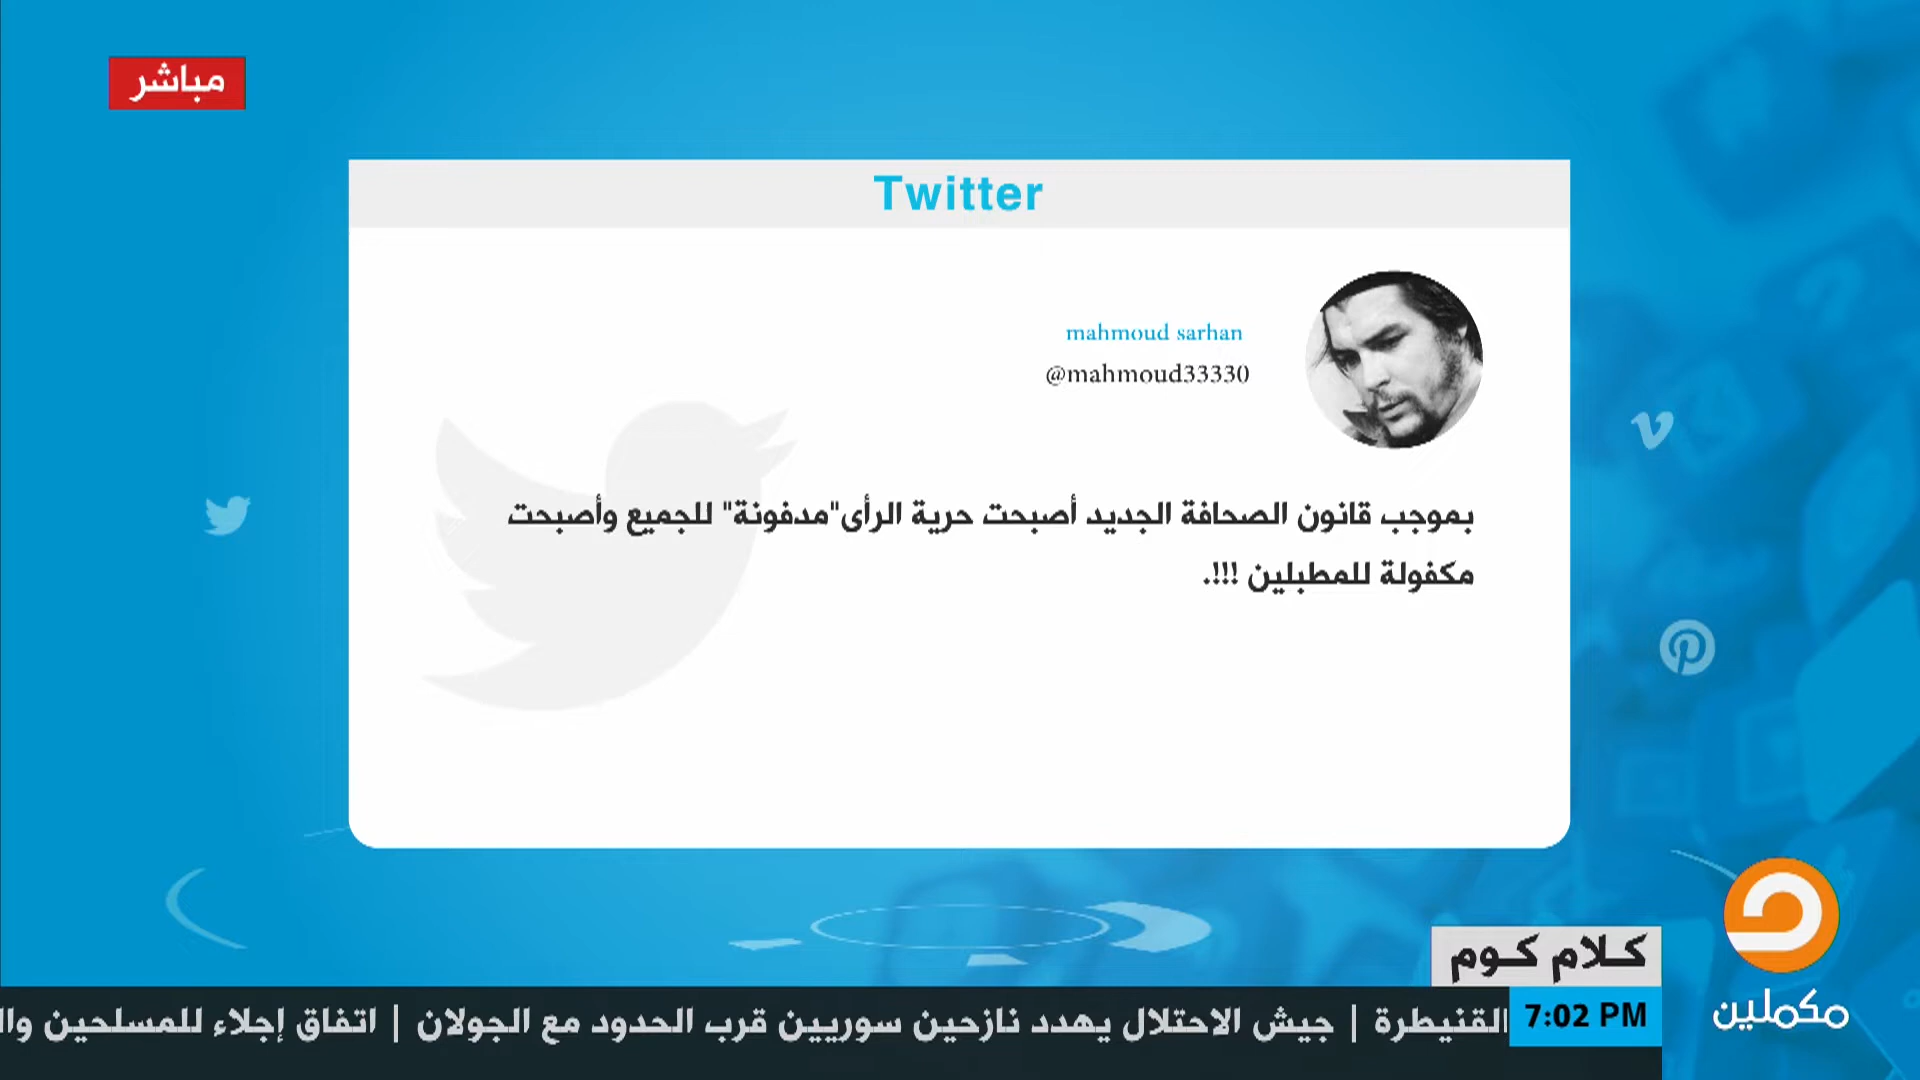 مباشر
Twitter
mahmoud sarhan
@mahmoud33330
بموجب قانون الصحافة الجديد أصبحت حرية الرأى"مدفونة" للجميع وأصبحت
مكفولة للمطبلين !!!.
كلام كوم
7:02 PM
القنيطرة | جيش الاحتلال يهدد نازحين سوريين قرب الحدود مع الجولان | اتفاق إجلاء للمسلحين
مكملين